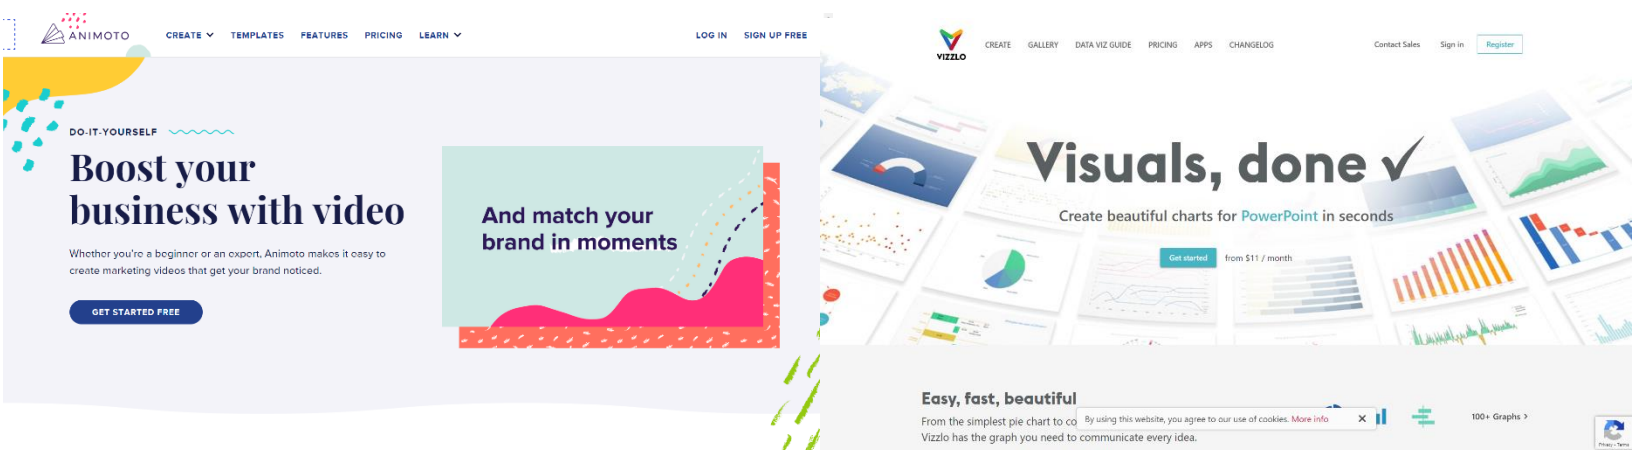 ANIMOTO
CREATE
TEMPLATES
FEATURES
PRICING
LEARN
LOG IN
SIGN UP FREE
DO-IT-YOURSELF
Boost your
business with video
Whether you're a beginner or an expert, Animoto makes it easy to
create marketing videos that get your brand noticed.
GET STARTED FREE
And match your
brand in moments
VIZZLO
CREATE
GALLERY
DATA VIZ GUIDE
PRICING
APPS
CHANGELOG
Contact Sales
Sign in
Register
Visuals, done
Create beautiful charts for PowerPoint in seconds
Get started
from $11 / month
Easy, fast, beautiful
From the simplest pie chart to co
Vizzlo has the graph you need to communicate every idea.
By using this website, you agree to our use of cookies. More info
100+ Graphs
Privacy - Terms